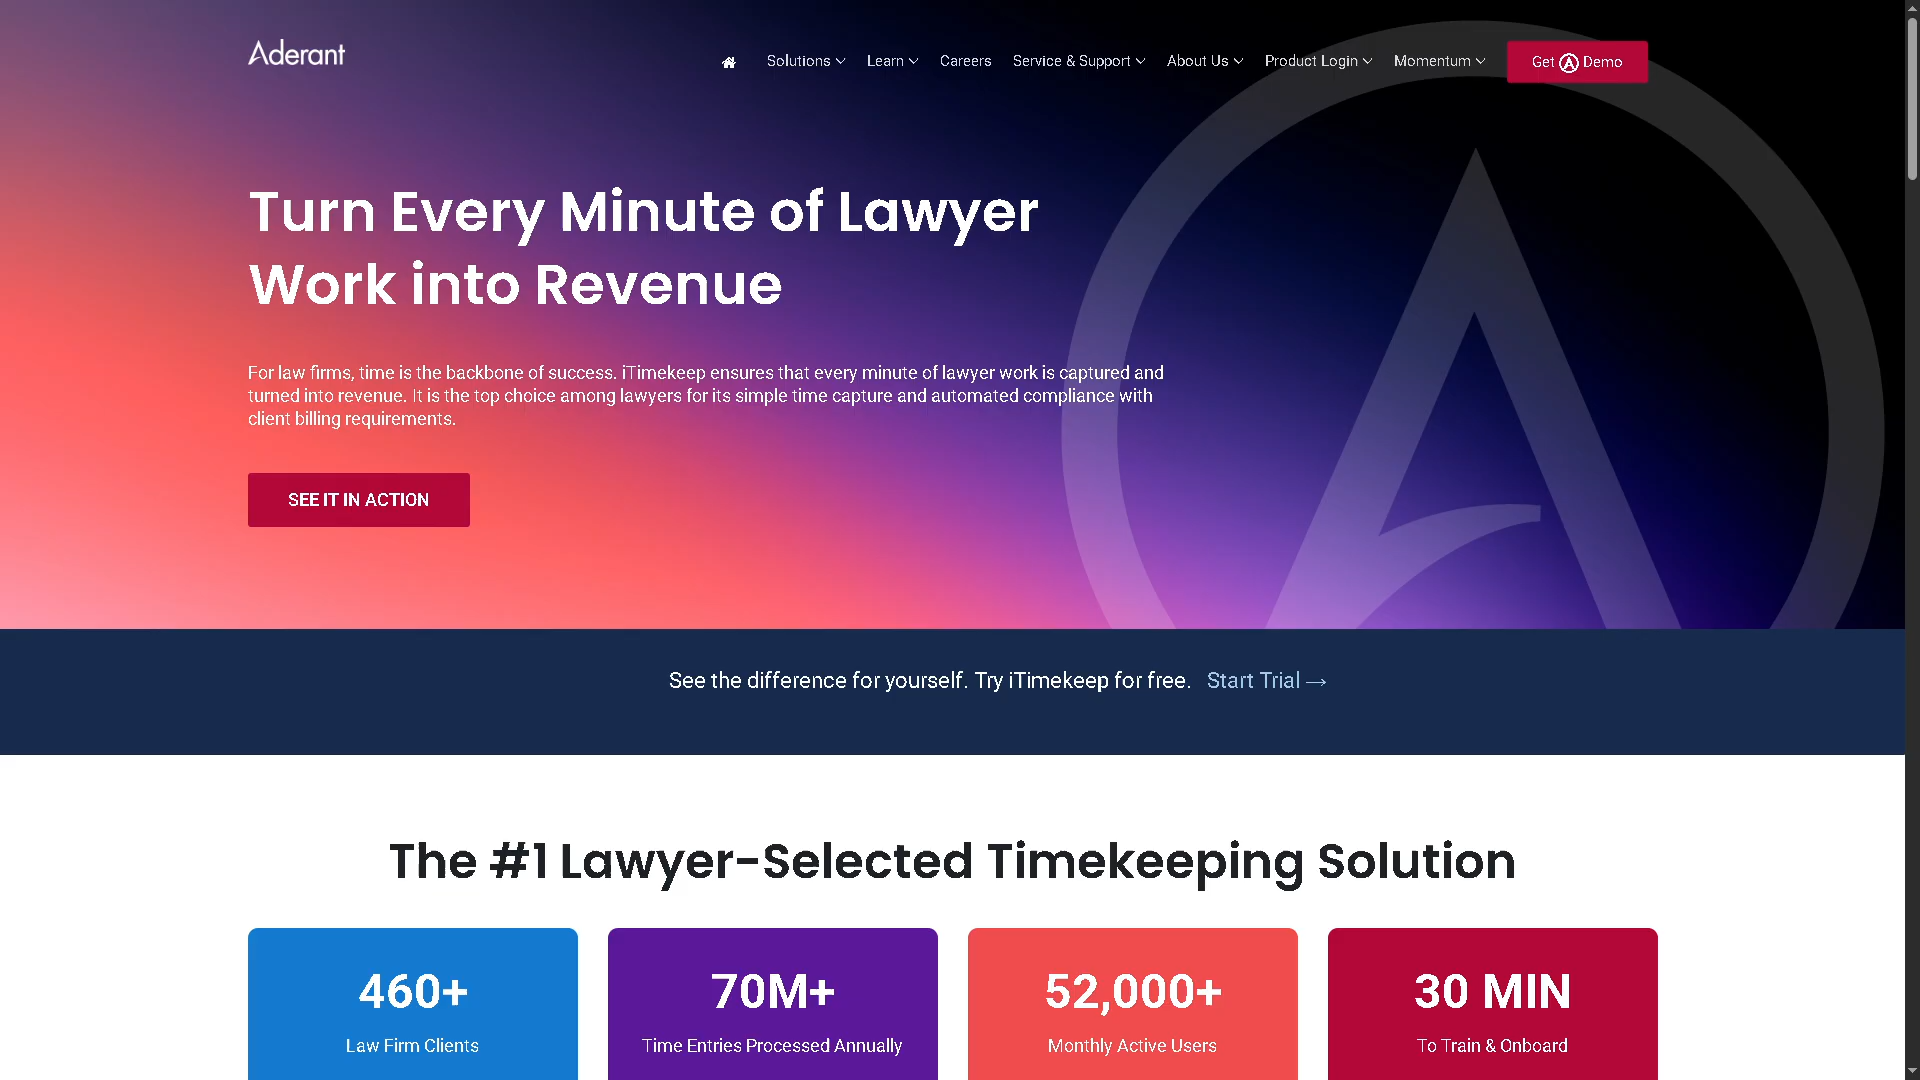 Aderant
Solutions Learn Careers Service & Support About Us Product Login Momentum Get A Demo
Turn Every Minute of Lawyer
Work into Revenue
For law firms, time is the backbone of success. iTimekeep ensures that every minute of lawyer work is captured and
turned into revenue. It is the top choice among lawyers for its simple time capture and automated compliance with
client billing requirements.
SEE IT IN ACTION
See the difference for yourself. Try iTimekeep for free. Start Trial →
The #1 Lawyer-Selected Timekeeping Solution
460+ 70M+ 52,000+ 30 MIN
Law Firm Clients Time Entries Processed Annually Monthly Active Users To Train & Onboard